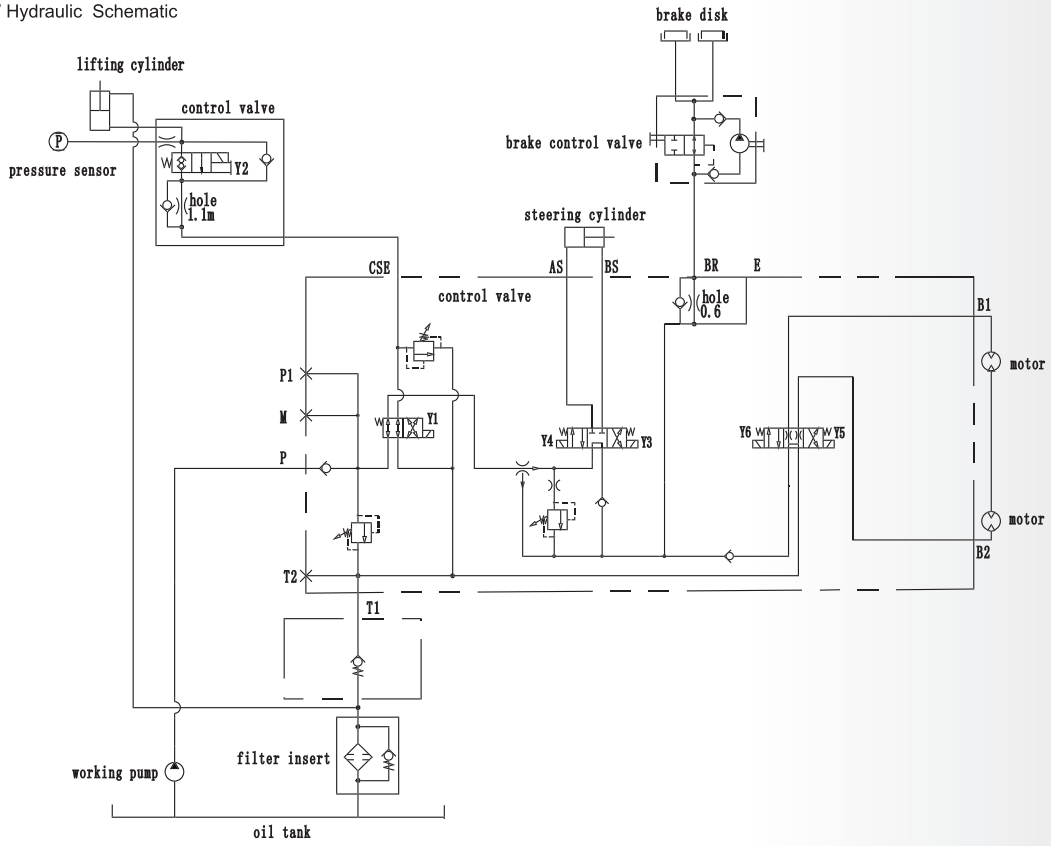 Hydraulic Schematic
brake disk
lifting cylinder
control valve
P
brake control valve
pressure sensor
Y2
hole
1.1m
steering cylinder
CSE
AS
BS
BR
E
control valve
hole
0.6
B1
motor
P1
M
Y1
Y4
Y3
Y6
Y5
P
motor
B2
T2
T1
filter insert
working pump
oil tank